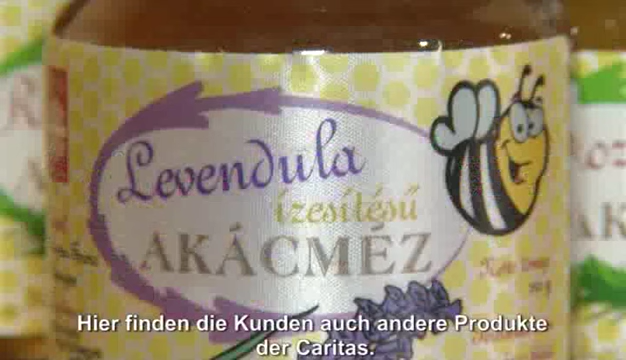 Levendula
ízesítésű
AKÁCMÉZ
Hier finden die Kunden auch andere Produkte
der Caritas.